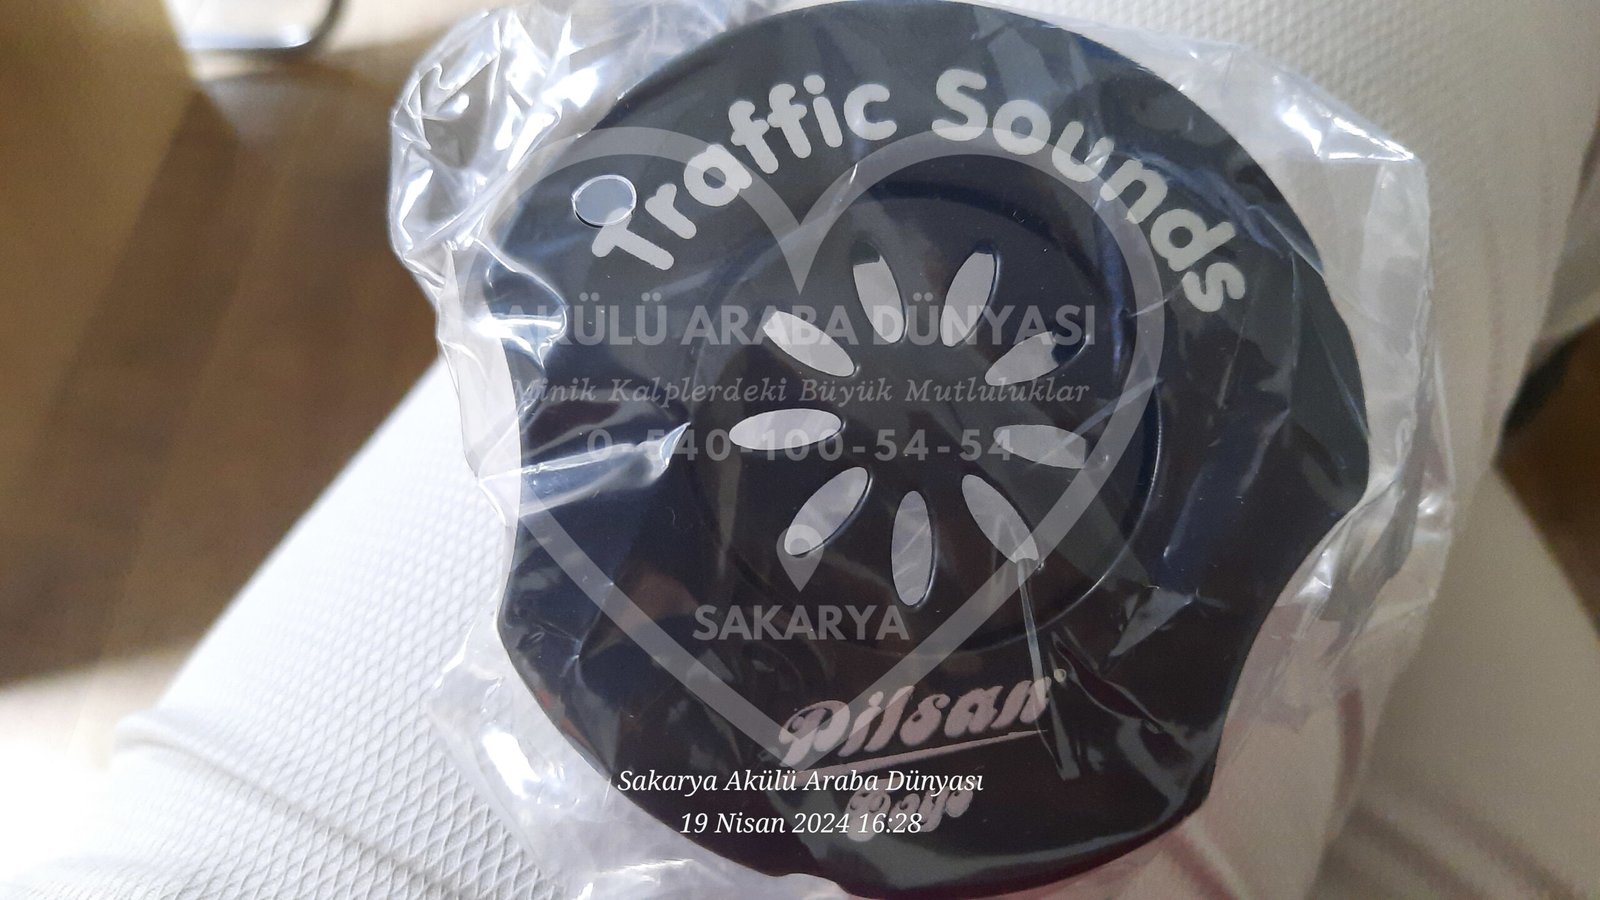 Traffic Sounds
AKÜLÜ ARABA DÜNYASI
Minik Kalplerdeki Büyük Mutluluklar
0-540-100-54-54
SAKARYA
Pilsan
Toys
Sakarya Akülü Araba Dünyası
19 Nisan 2024 16:28